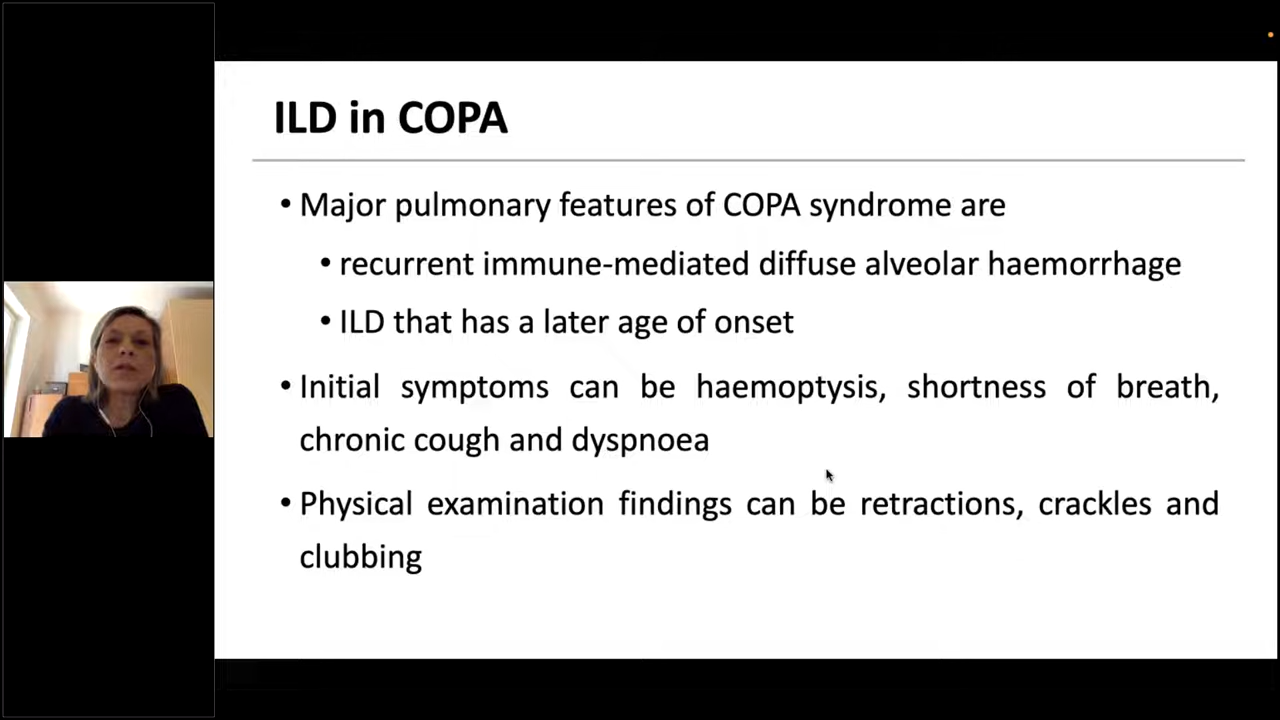 ILD in COPA
• Major pulmonary features of COPA syndrome are
• recurrent immune-mediated diffuse alveolar haemorrhage
• ILD that has a later age of onset
• Initial symptoms can be haemoptysis, shortness of breath,
chronic cough and dyspnoea
• Physical examination findings can be retractions, crackles and
clubbing